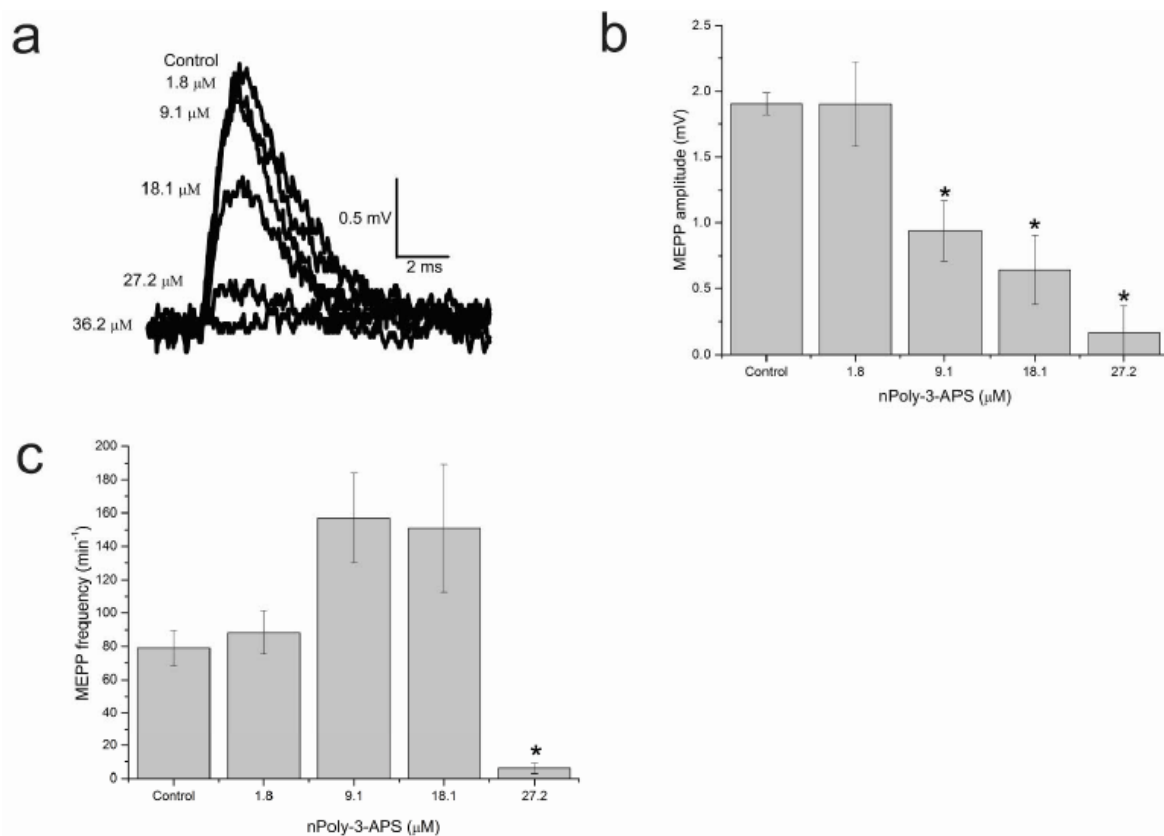 a
Control
1.8 μM
9.1 μM
18.1 μM
27.2 μM
36.2 μM
0.5 mV
2 ms
b
2.5
2.0
1.5
1.0
0.5
0.0
MEPP amplitude (mV)
*
*
*
Control
1.8
9.1
18.1
27.2
nPoly-3-APS (μM)
c
200
180
160
140
120
100
80
60
40
20
0
MEPP frequency (min-1)
*
Control
1.8
9.1
18.1
27.2
nPoly-3-APS (μM)